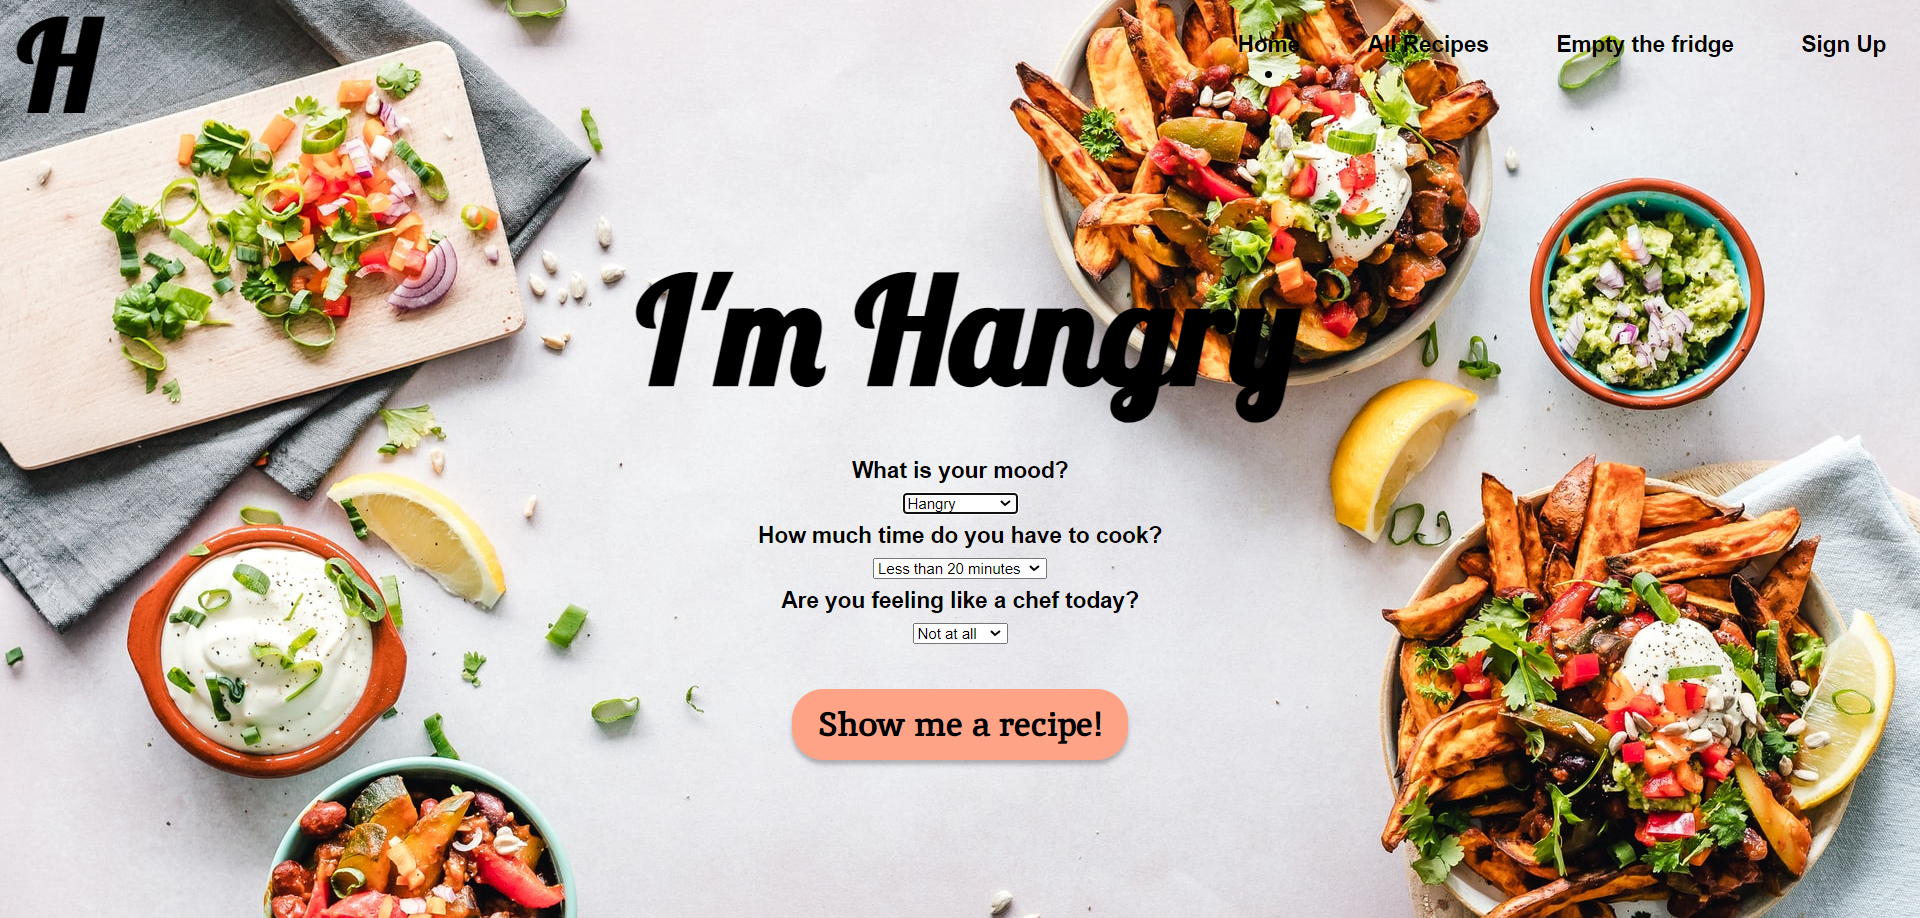 H
Home All Recipes Empty the fridge Sign Up
I'm Hangry
What is your mood?
Hangry
How much time do you have to cook?
Less than 20 minutes
Are you feeling like a chef today?
Not at all
Show me a recipe!